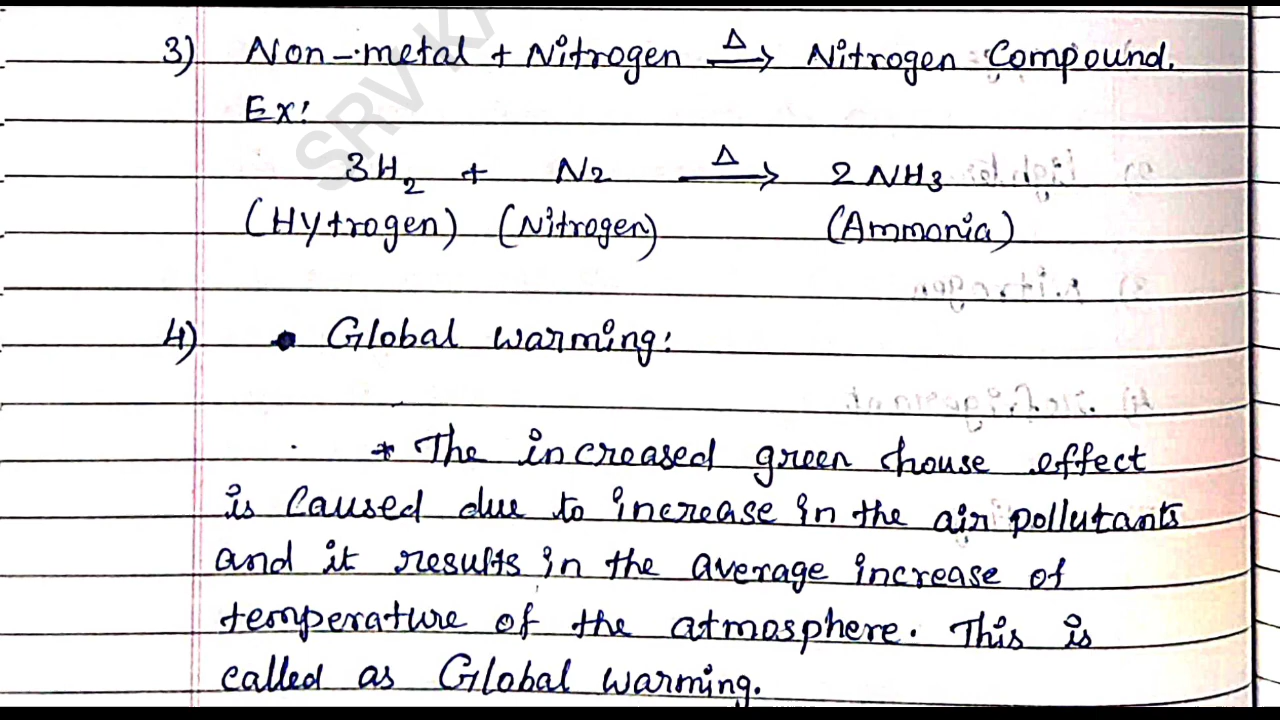 3) Non-metal + Nitrogen Δ→ Nitrogen Compound.
Ex:
3H₂ + N₂ Δ→ 2NH₃
(Hytrogen) (Nitrogen) (Ammonia)
4) • Global warming:
* The increased green house effect
is caused due to increase in the air pollutants
and it results in the average increase of
temperature of the atmosphere. This is
called as Global warming.